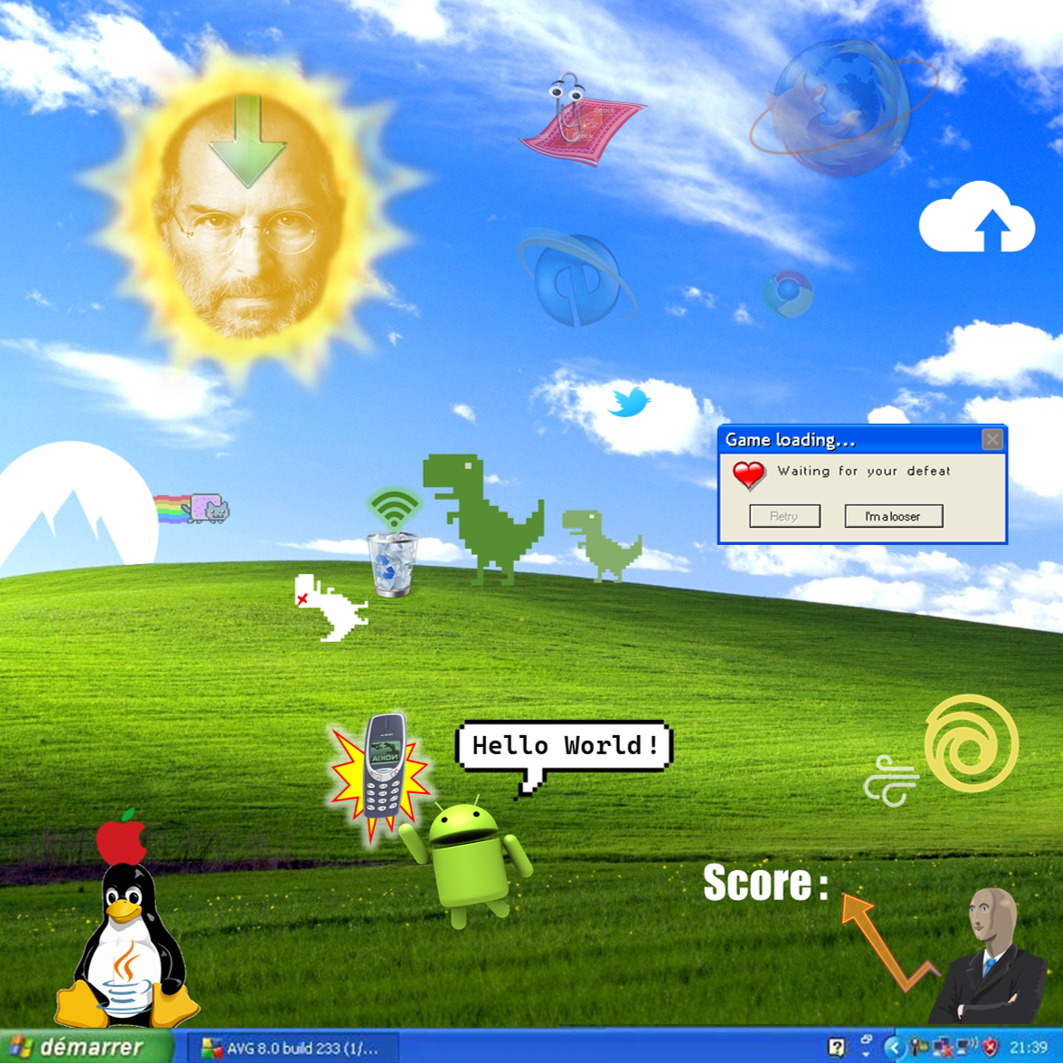 Game loading...
Waiting for your defeat
Retry
I'm a looser
NOKIA
Hello World!
Score:
démarrer
AVG 8.0 build 233 (1/...
?
21:39